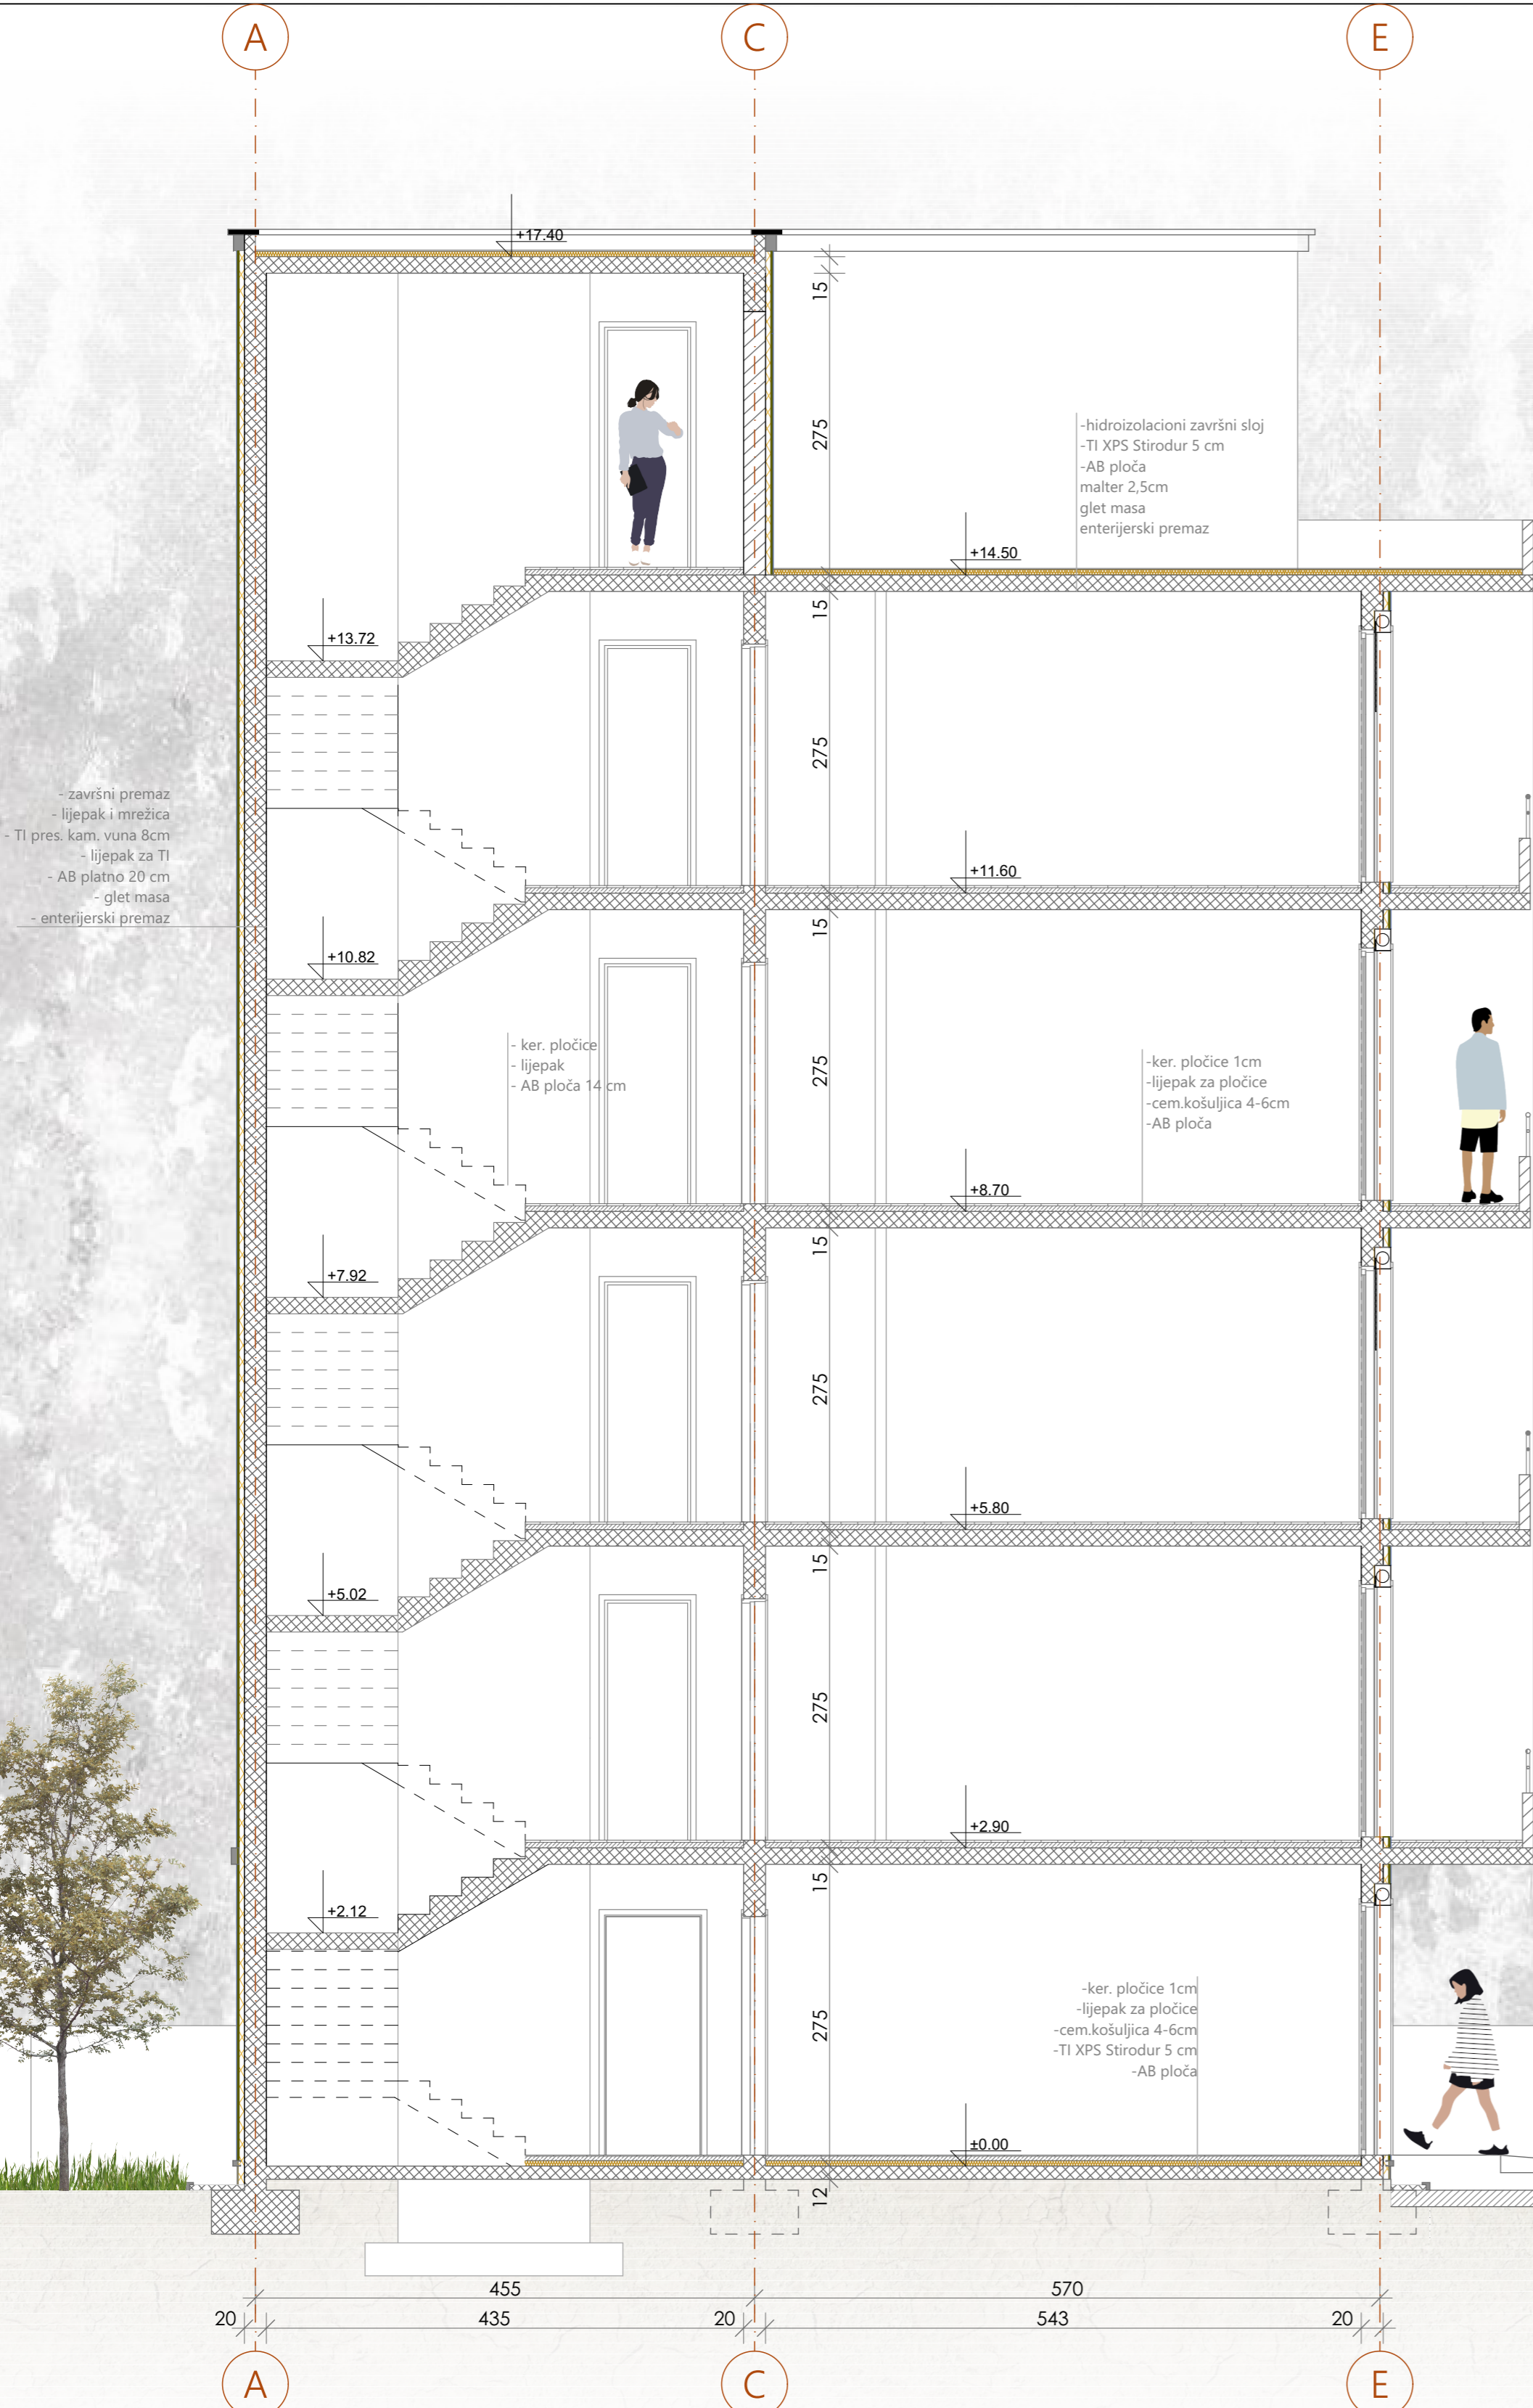 A
C
E
+17.40
15
275
-hidroizolacioni završni sloj
-TI XPS Stirodur 5 cm
-AB ploča
malter 2,5cm
glet masa
enterijerski premaz
+14.50
15
+13.72
275
- završni premaz
- lijepak i mrežica
- TI pres. kam. vuna 8cm
- lijepak za TI
- AB platno 20 cm
- glet masa
- enterijerski premaz
+11.60
15
+10.82
- ker. pločice
- lijepak
- AB ploča 14 cm
275
-ker. pločice 1cm
-lijepak za pločice
-cem.košuljica 4-6cm
-AB ploča
+8.70
15
+7.92
275
+5.80
15
+5.02
275
+2.90
15
+2.12
275
-ker. pločice 1cm
-lijepak za pločice
-cem.košuljica 4-6cm
-TI XPS Stirodur 5 cm
-AB ploča
±0.00
12
455
570
20
435
20
543
20
A
C
E